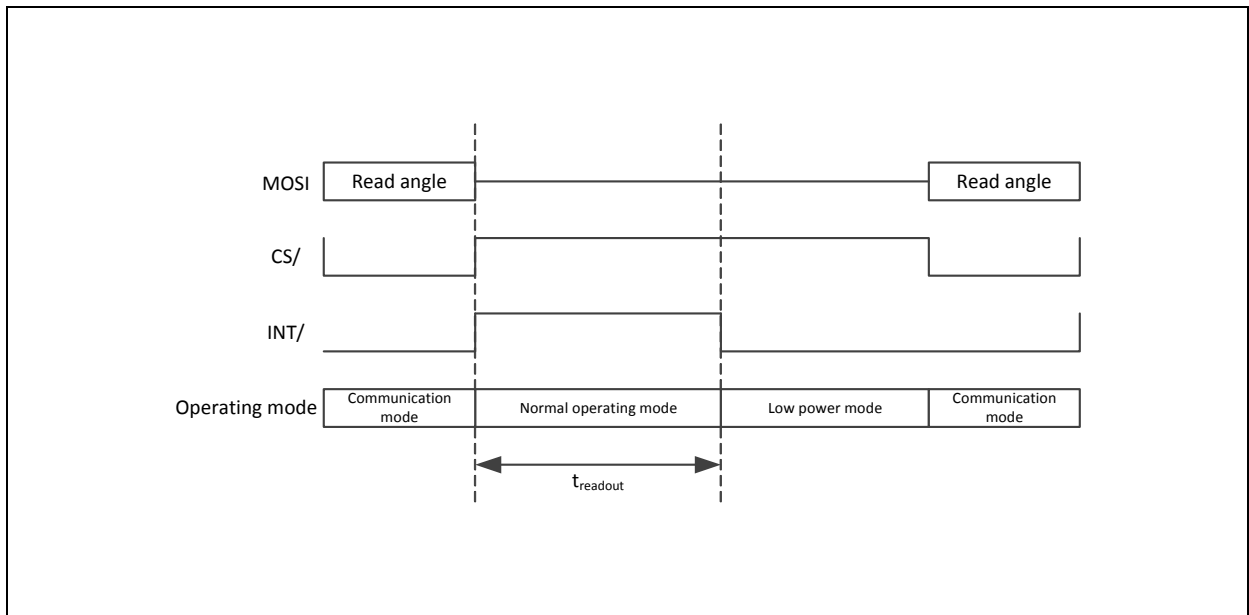 MOSI Read angle Read angle
CS/
INT/
Operating mode
Communication
mode
Normal operating mode
Low power mode
Communication
mode
treadout